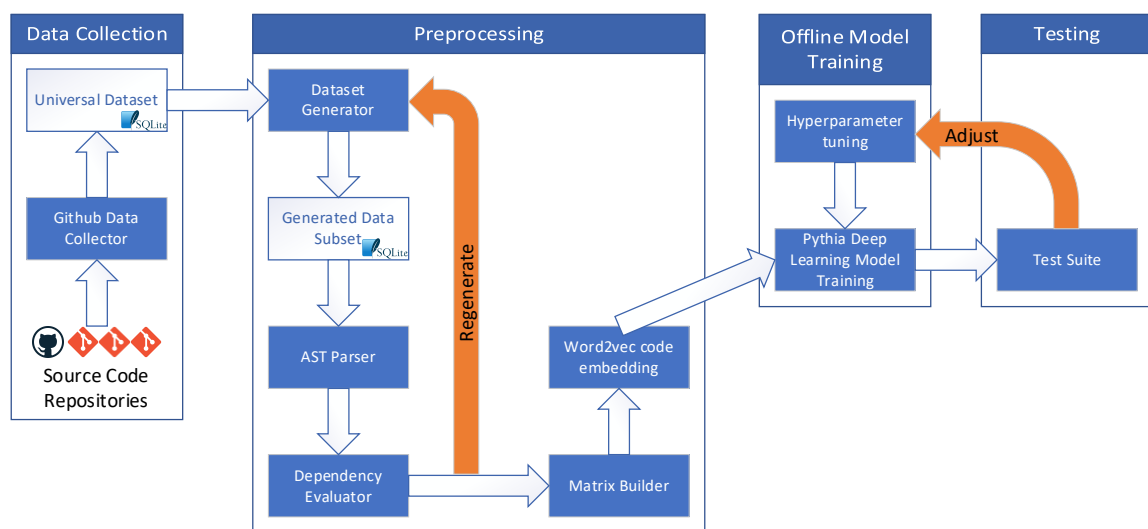 Data Collection
Universal Dataset
SQLite
Github Data
Collector
Source Code
Repositories
Preprocessing
Dataset
Generator
Generated Data
Subset
SQLite
AST Parser
Dependency
Evaluator
Regenerate
Matrix Builder
Word2vec code
embedding
Offline Model
Training
Hyperparameter
tuning
Pythia Deep
Learning Model
Training
Testing
Adjust
Test Suite